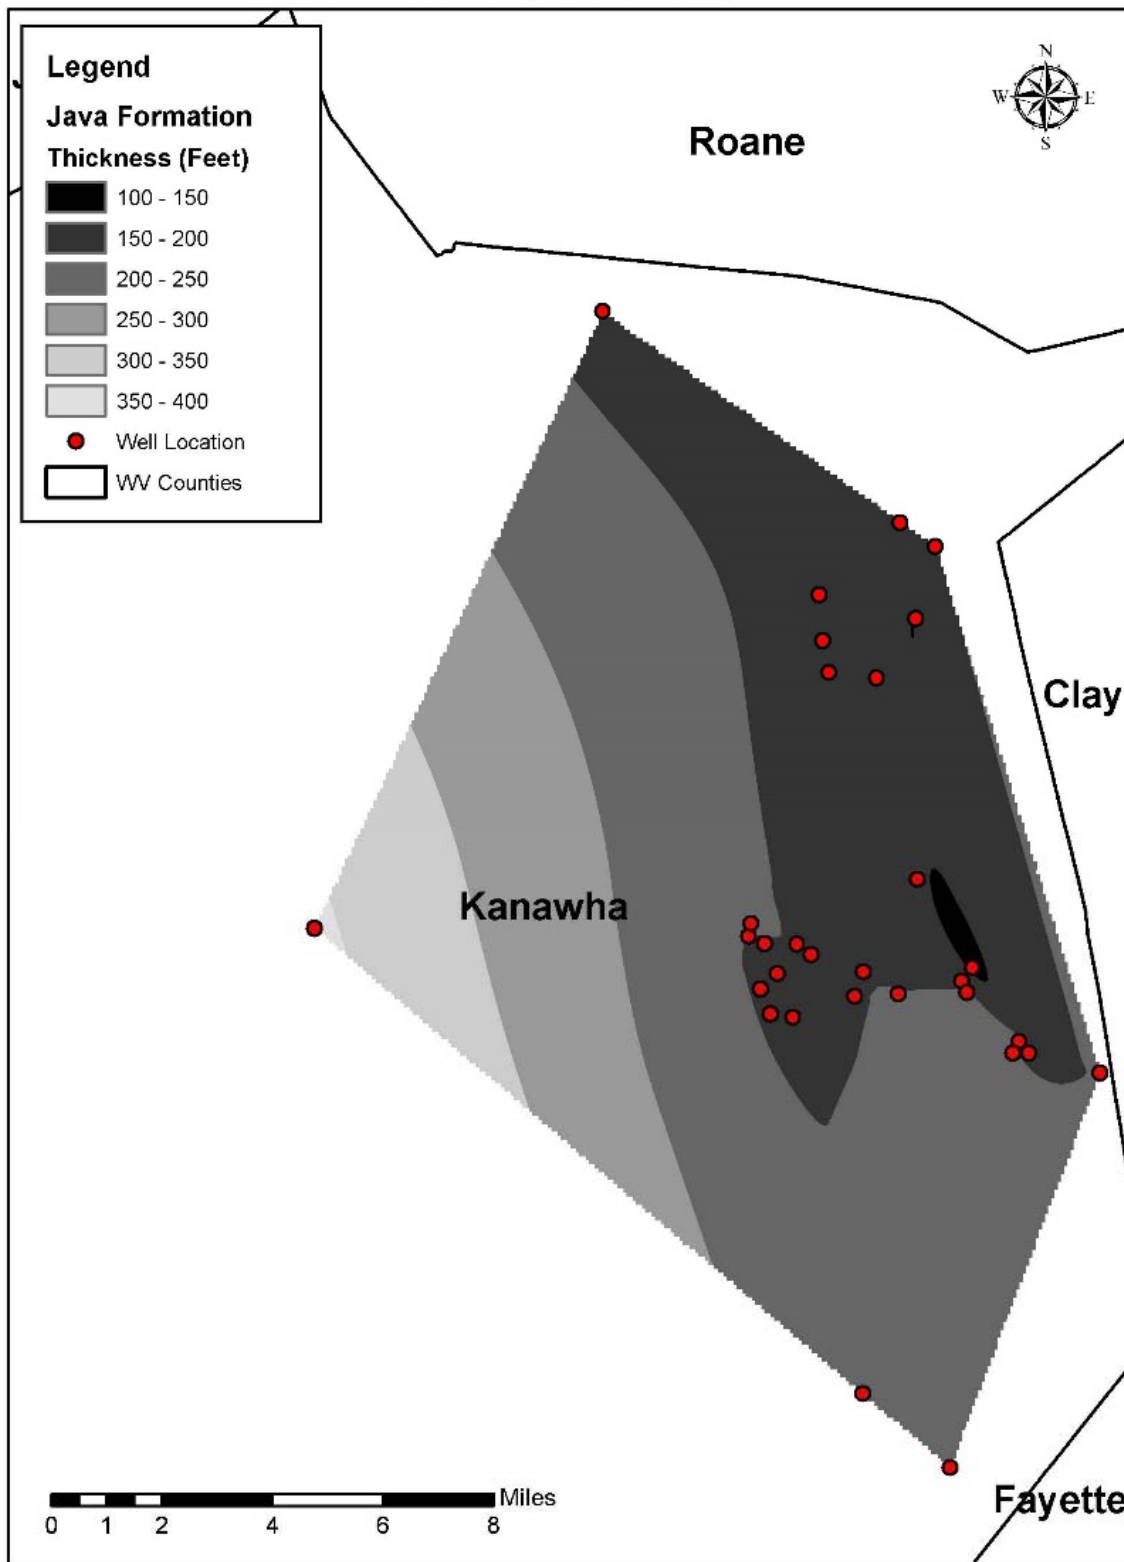 Legend
Java Formation
Thickness (Feet)
100 - 150
150 - 200
200 - 250
250 - 300
300 - 350
350 - 400
Well Location
WV Counties
N
W E
S
Roane
Clay
Kanawha
Fayette
Miles
0 1 2 4 6 8